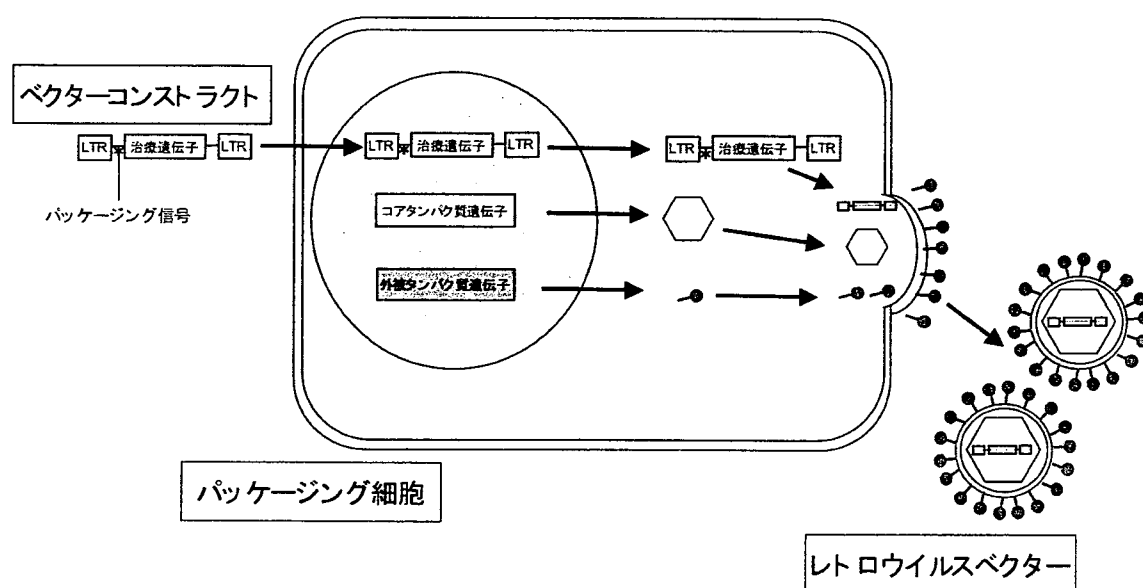 ベクターコンストラクト
LTR 治療遺伝子 LTR
LTR 治療遺伝子 LTR
LTR 治療遺伝子 LTR
パッケージング信号
コアタンパク質遺伝子
外被タンパク質遺伝子
パッケージング細胞
レトロウイルスベクター